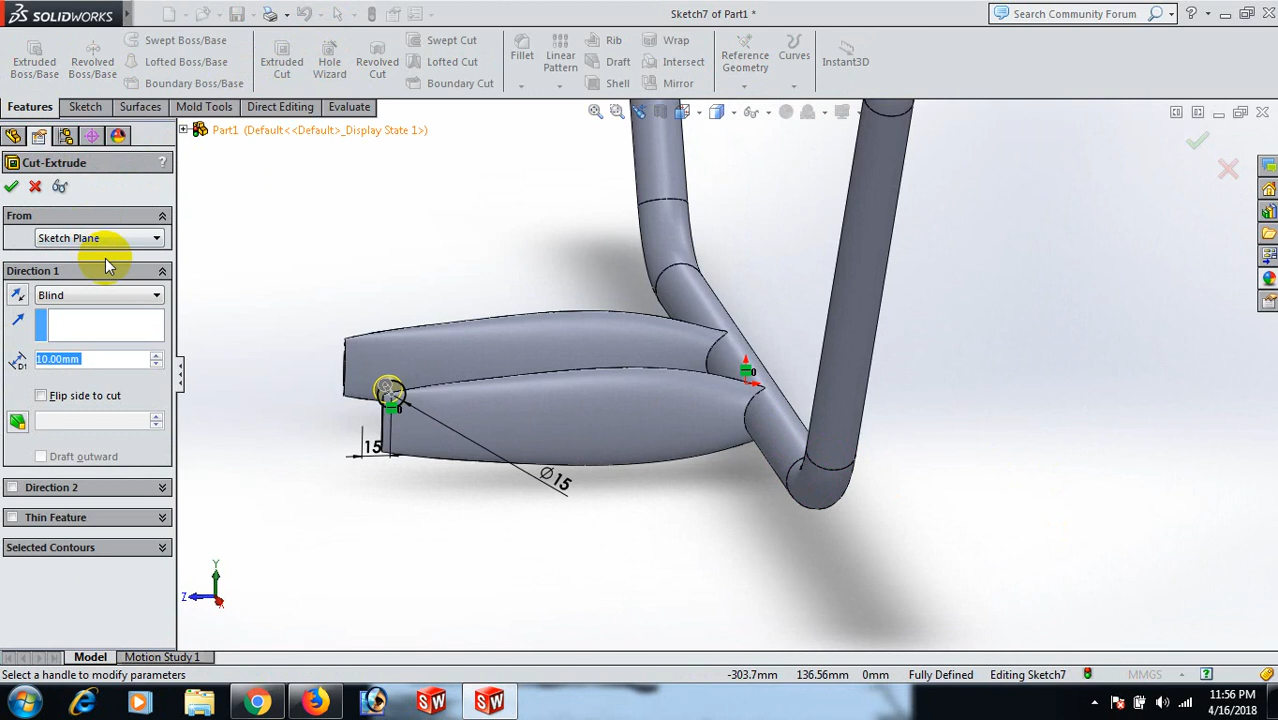 SOLIDWORKS
Sketch7 of Part1 *
Search Community Forum
Extruded Boss/Base
Revolved Boss/Base
Swept Boss/Base
Lofted Boss/Base
Boundary Boss/Base
Extruded Cut
Hole Wizard
Revolved Cut
Swept Cut
Lofted Cut
Boundary Cut
Fillet
Linear Pattern
Rib
Draft
Shell
Wrap
Intersect
Mirror
Reference Geometry
Curves
Instant3D
Features Sketch Surfaces Mold Tools Direct Editing Evaluate
Part1 (Default<<Default>_Display State 1>)
Cut-Extrude ?
From
Sketch Plane
Direction 1
Blind
D1 10.00mm
Flip side to cut
Draft outward
Direction 2
Thin Feature
Selected Contours
0
0
15
Ø15
Y
Z
Model Motion Study 1
Select a handle to modify parameters -303.7mm 136.56mm 0mm Fully Defined Editing Sketch7 MMGS ?
SW SW
11:56 PM
4/16/2018